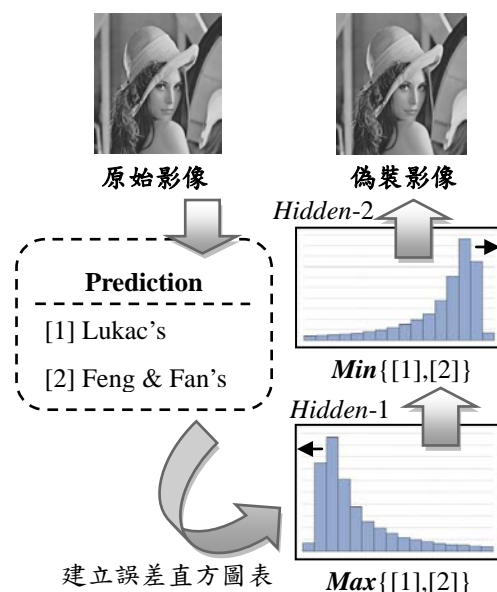 原始影像
偽裝影像
Prediction
[1] Lukac's
[2] Feng & Fan's
建立誤差直方圖表
Max{[1],[2]}
Hidden-1
Min{[1],[2]}
Hidden-2